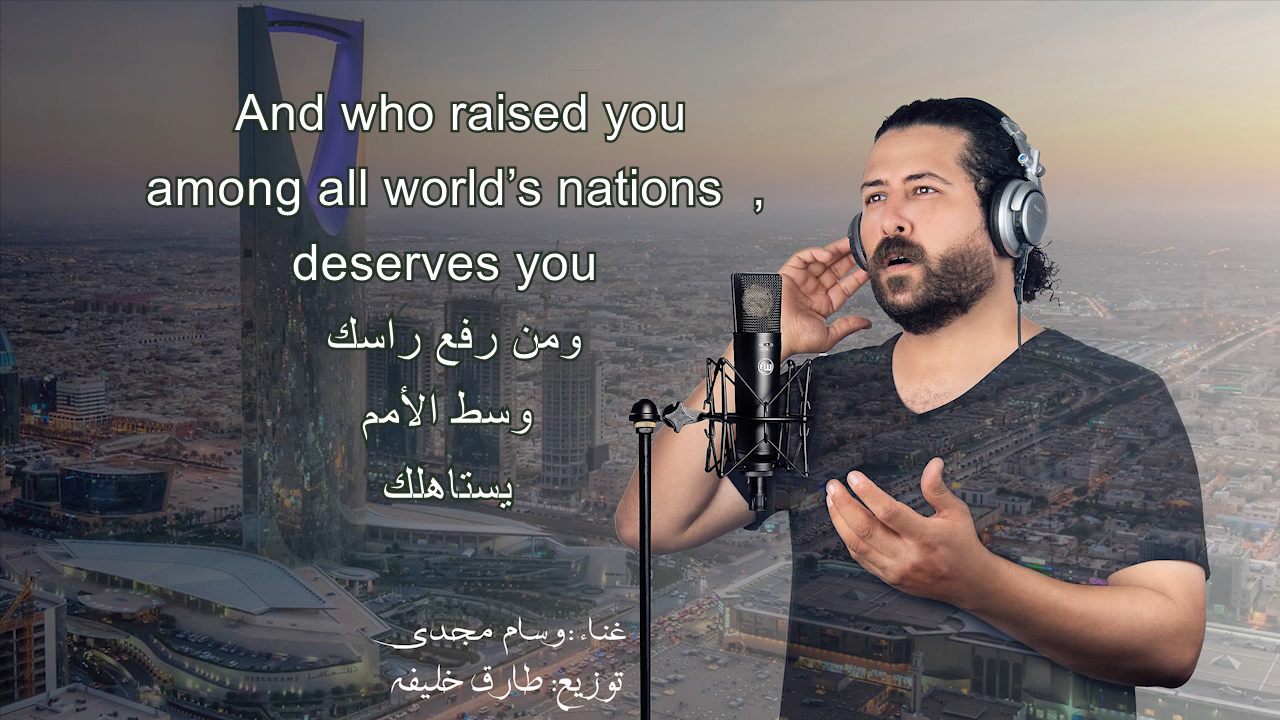 And who raised you
among all world’s nations ,
deserves you
ومن رفع راسك
وسط الأمم
يستاهلك
غناء :وسام مجدى
توزيع: طارق خليفه
DEBENHAMS